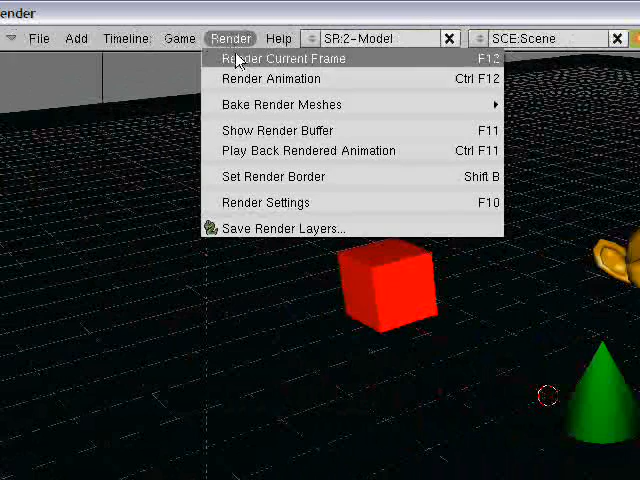 ender
File Add Timeline: Game Render Help SR:2-Model SCE:Scene
Render Current Frame F12
Render Animation Ctrl F12
Bake Render Meshes
Show Render Buffer F11
Play Back Rendered Animation Ctrl F11
Set Render Border Shift B
Render Settings F10
Save Render Layers...